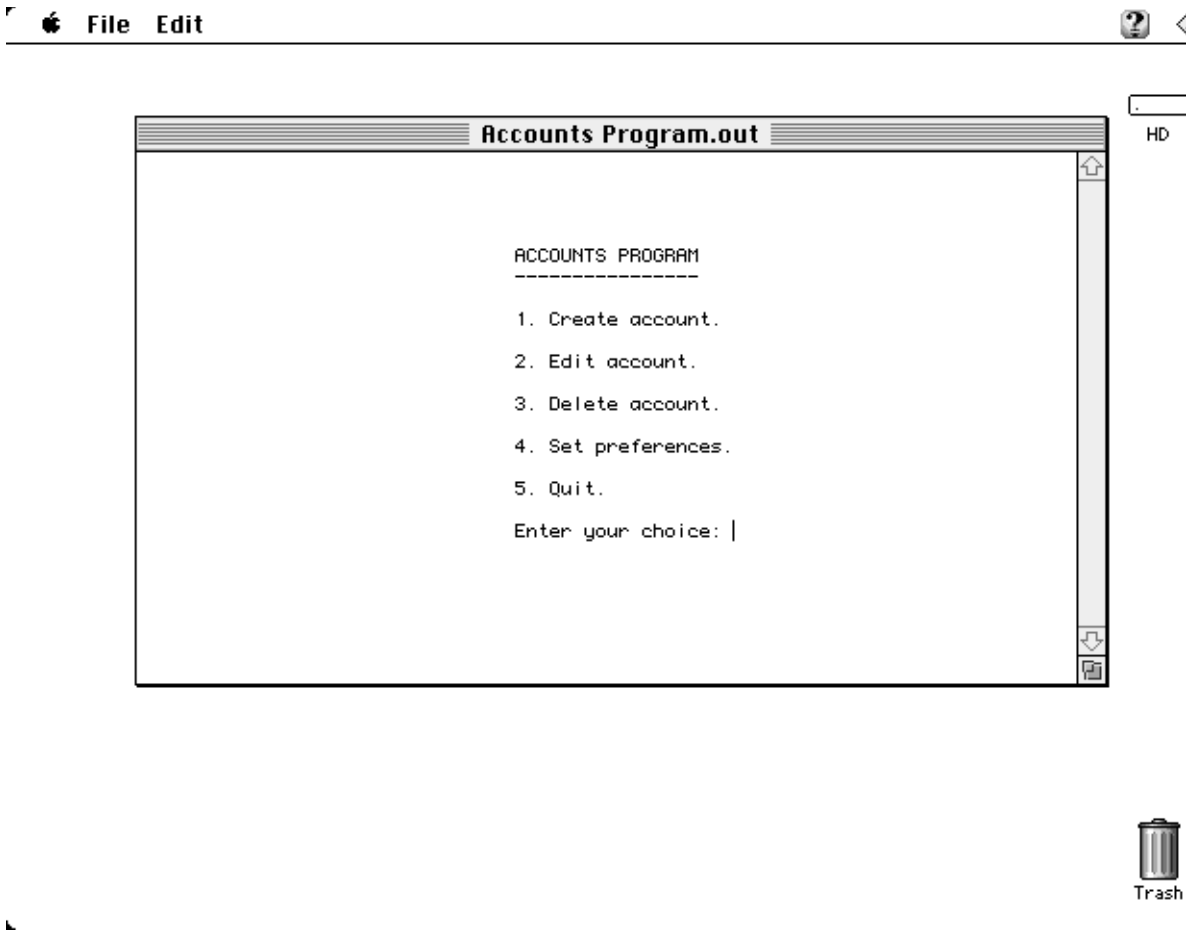 File Edit
HD
Accounts Program.out
ACCOUNTS PROGRAM
----------------
1. Create account.
2. Edit account.
3. Delete account.
4. Set preferences.
5. Quit.
Enter your choice:
Trash